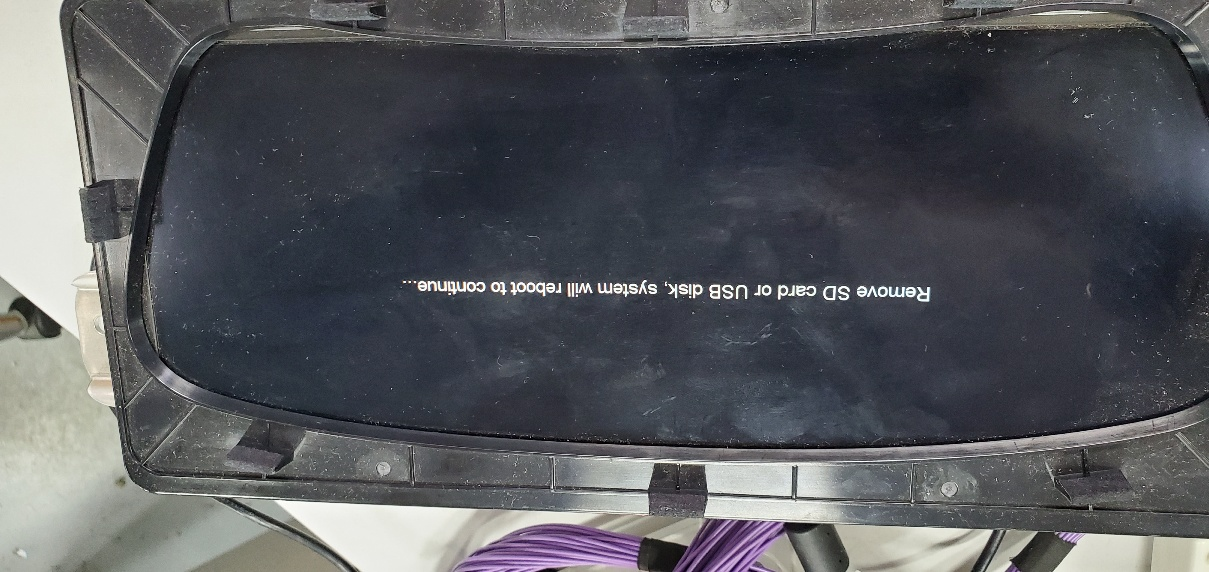 Remove SD card or USB disk, system will reboot to continue...